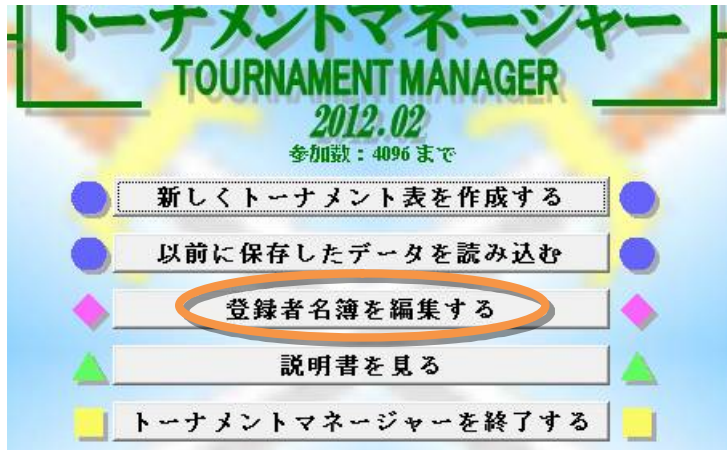 トーナメントマネージャー
TOURNAMENT MANAGER
2012.02
参加数：4096 まで
新しくトーナメント表を作成する
以前に保存したデータを読み込む
登録者名簿を編集する
説明書を見る
トーナメントマネージャーを終了する